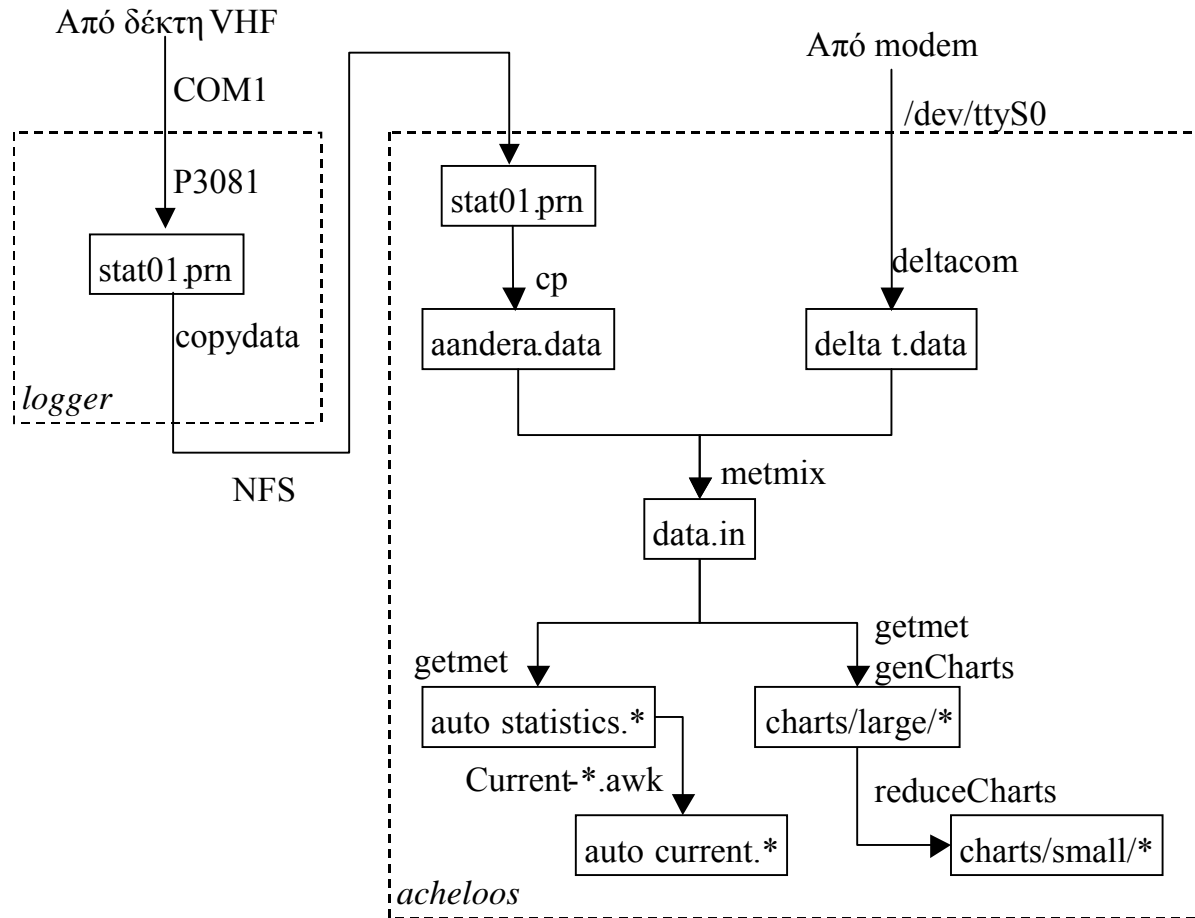 Από δέκτη VHF
COM1
P3081
stat01.prn
copydata
logger
NFS
Από modem
/dev/ttyS0
stat01.prn
cp
deltacom
aandera.data
delta t.data
metmix
data.in
getmet
getmet
genCharts
auto statistics.*
charts/large/*
Current-*.awk
reduceCharts
auto current.*
charts/small/*
acheloos